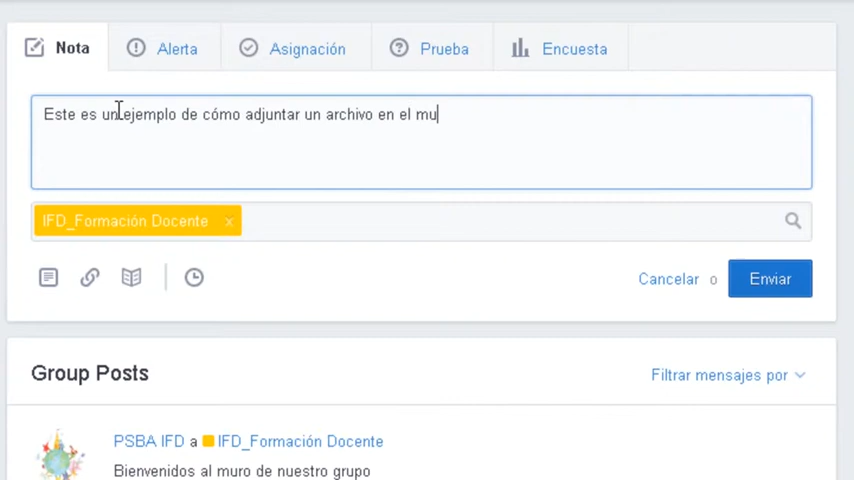 Nota Alerta Asignación Prueba Encuesta
Este es un ejemplo de cómo adjuntar un archivo en el mu
IFD_Formación Docente ×
Cancelar o Enviar
Group Posts Filtrar mensajes por
PSBA IFD a IFD_Formación Docente
Bienvenidos al muro de nuestro grupo